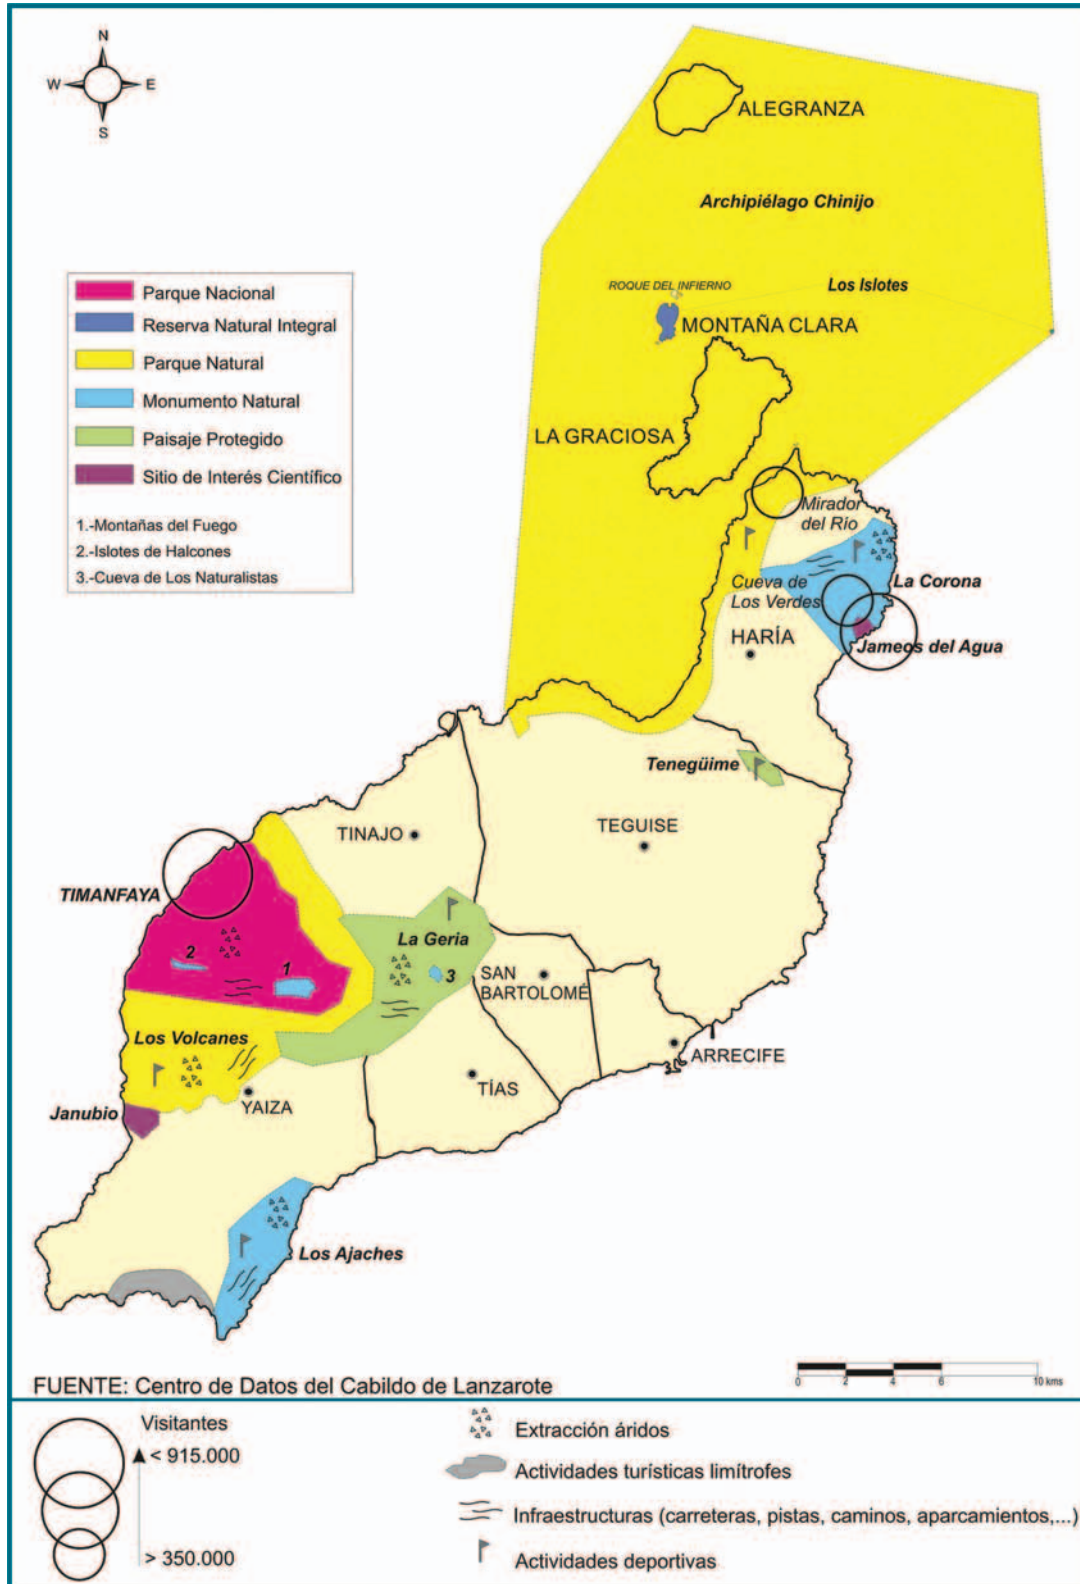 N
W E
S
ALEGRANZA
Archipiélago Chinijo
ROQUE DEL INFIERNO
Los Islotes
MONTAÑA CLARA
LA GRACIOSA
Parque Nacional
Reserva Natural Integral
Parque Natural
Monumento Natural
Paisaje Protegido
Sitio de Interés Científico
1.-Montañas del Fuego
2.-Islotes de Halcones
3.-Cueva de Los Naturalistas
Mirador
del Rio
La Corona
Cueva de
Los Verdes
HARÍA
Jameos del Agua
Tenegüime
TINAJO
TEGUISE
TIMANFAYA
La Geria
2
1
3
SAN
BARTOLOMÉ
Los Volcanes
ARRECIFE
TÍAS
YAIZA
Janubio
Los Ajaches
0 2 4 6 10 kms
FUENTE: Centro de Datos del Cabildo de Lanzarote
Visitantes
< 915.000
> 350.000
Extracción áridos
Actividades turísticas limítrofes
Infraestructuras (carreteras, pistas, caminos, aparcamientos,...)
Actividades deportivas